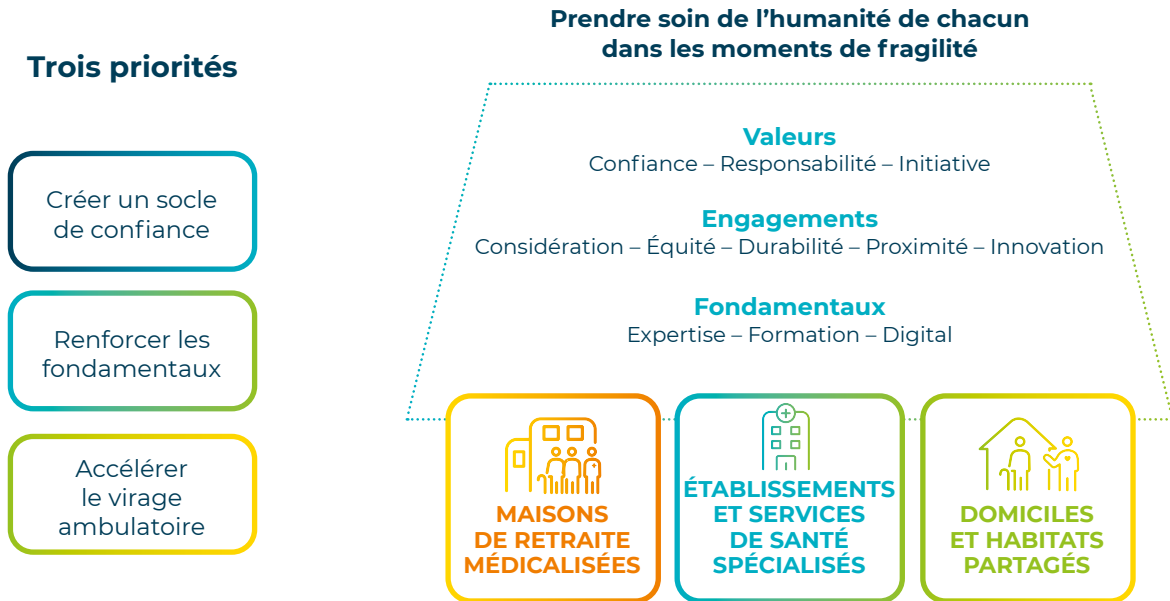 Trois priorités
Créer un socle
de confiance
Renforcer les
fondamentaux
Accélérer
le virage
ambulatoire
Prendre soin de l’humanité de chacun
dans les moments de fragilité
Valeurs
Confiance – Responsabilité – Initiative
Engagements
Considération – Équité – Durabilité – Proximité – Innovation
Fondamentaux
Expertise – Formation – Digital
MAISONS
DE RETRAITE
MÉDICALISÉES
ÉTABLISSEMENTS
ET SERVICES
DE SANTÉ
SPÉCIALISÉS
DOMICILES
ET HABITATS
PARTAGÉS